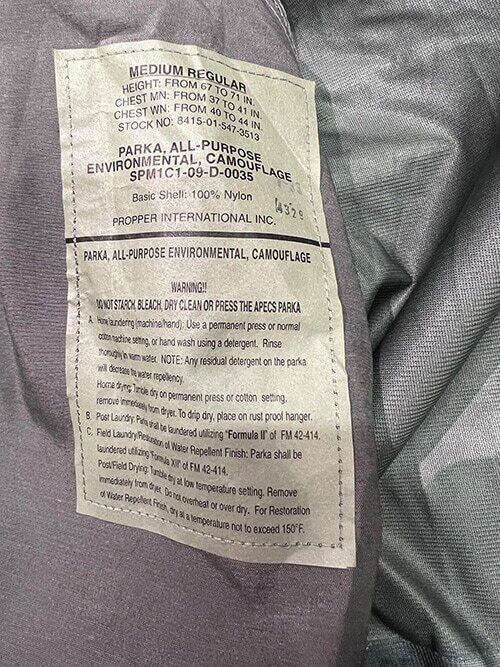 MEDIUM REGULAR
HEIGHT: FROM 67 TO 71 IN.
CHEST MN: FROM 37 TO 41 IN.
CHEST WN: FROM 40 TO 44 IN.
STOCK NO: 8415-01-547-3513
PARKA, ALL-PURPOSE
ENVIRONMENTAL, CAMOUFLAGE
SPM1C1-09-D-0035
Basic Shell: 100% Nylon
4329
PROPPER INTERNATIONAL INC.
PARKA, ALL-PURPOSE ENVIRONMENTAL, CAMOUFLAGE
WARNING!!
DO NOT STARCH, BLEACH, DRY CLEAN OR PRESS THE APECS PARKA
A. Home laundering (machine/hand): Use a permanent press or normal
cotton machine setting, or hand wash using a detergent. Rinse
thoroughly in warm water. NOTE: Any residual detergent on the parka
will decrease the water repellency.
Home drying: Tumble dry on permanent press or cotton setting,
remove immediately from dryer. To drip dry, place on rust proof hanger.
B. Post Laundry: Parka shall be laundered utilizing "Formula II" of FM 42-414.
C. Field Laundry/Restoration of Water Repellent Finish: Parka shall be
laundered utilizing "Formula XII" of FM 42-414.
Post/Field Drying: Tumble dry at low temperature setting. Remove
immediately from dryer. Do not overheat or over dry. For Restoration
of Water Repellent Finish, dry at a temperature not to exceed 150°F.